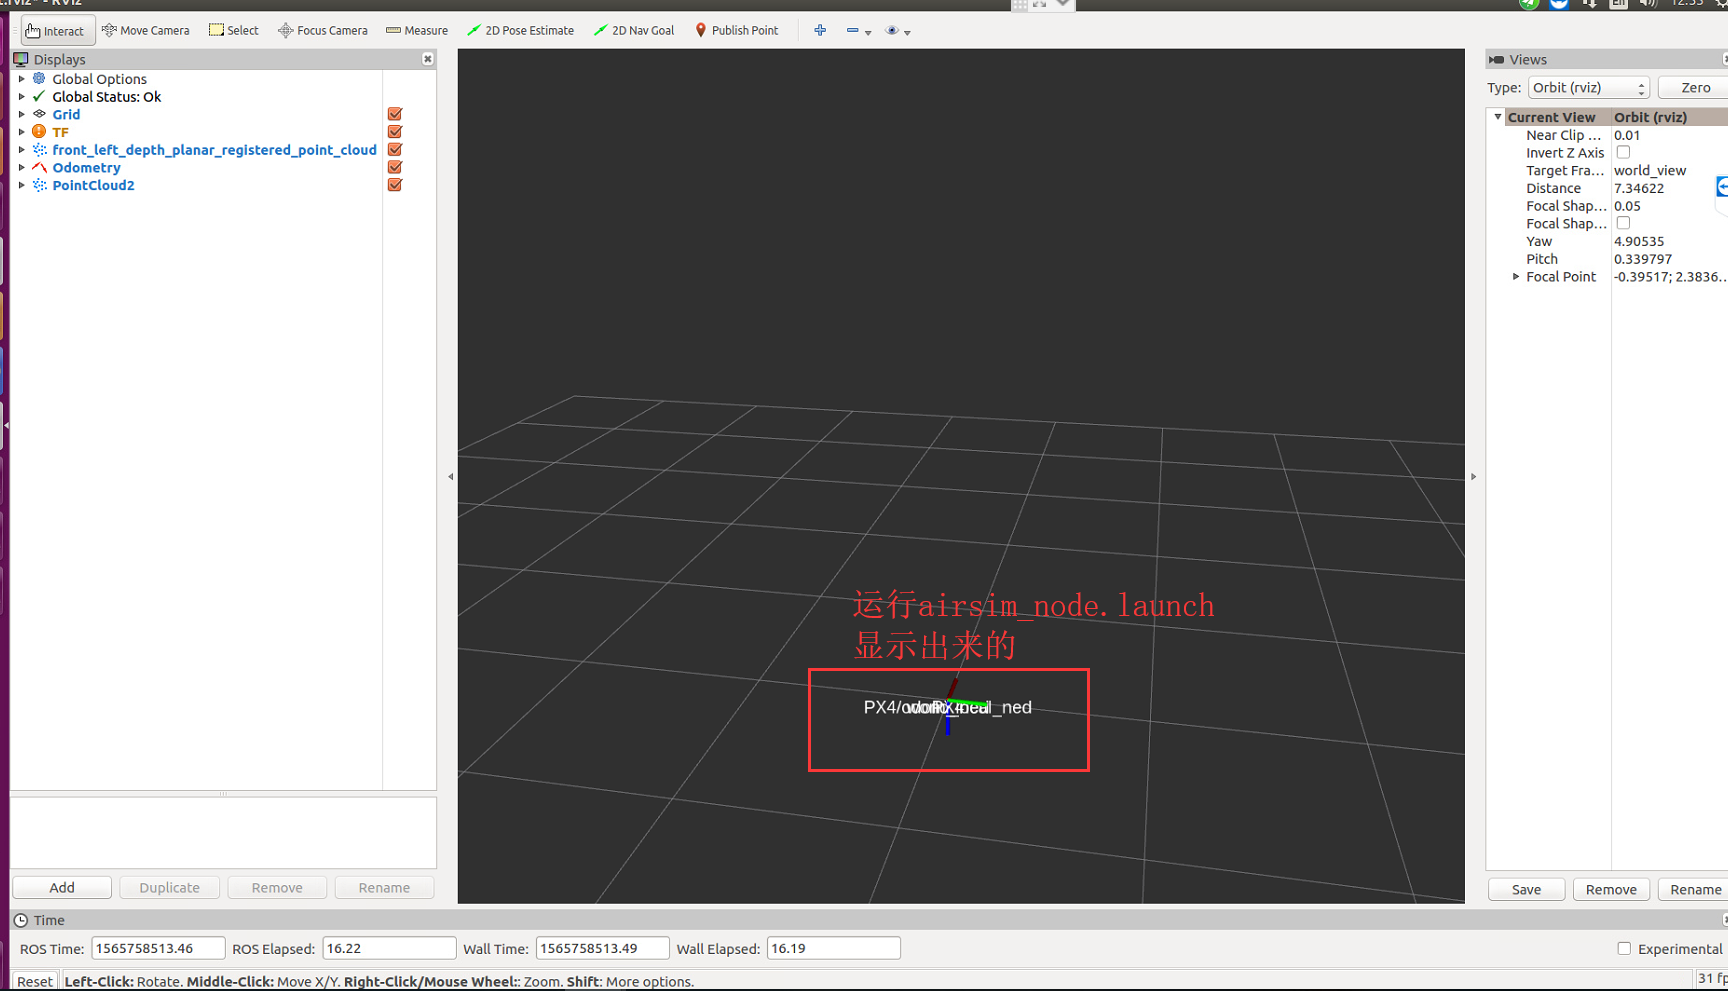 t.rviz* - RViz
12:35
Interact
Move Camera
Select
Focus Camera
Measure
2D Pose Estimate
2D Nav Goal
Publish Point
Displays
Global Options
Global Status: Ok
Grid
TF
front_left_depth_planar_registered_point_cloud
Odometry
PointCloud2
Add
Duplicate
Remove
Rename
运行airsim_node.launch
显示出来的
Views
Type: Orbit (rviz)
Zero
Current View Orbit (rviz)
Near Clip ... 0.01
Invert Z Axis
Target Fra... world_view
Distance 7.34622
Focal Shap... 0.05
Focal Shap...
Yaw 4.90535
Pitch 0.339797
Focal Point -0.39517; 2.3836...
Save
Remove
Rename
Time
ROS Time: 1565758513.46 ROS Elapsed: 16.22 Wall Time: 1565758513.49 Wall Elapsed: 16.19
Experimental
Reset
Left-Click: Rotate. Middle-Click: Move X/Y. Right-Click/Mouse Wheel:: Zoom. Shift: More options.
31 fp